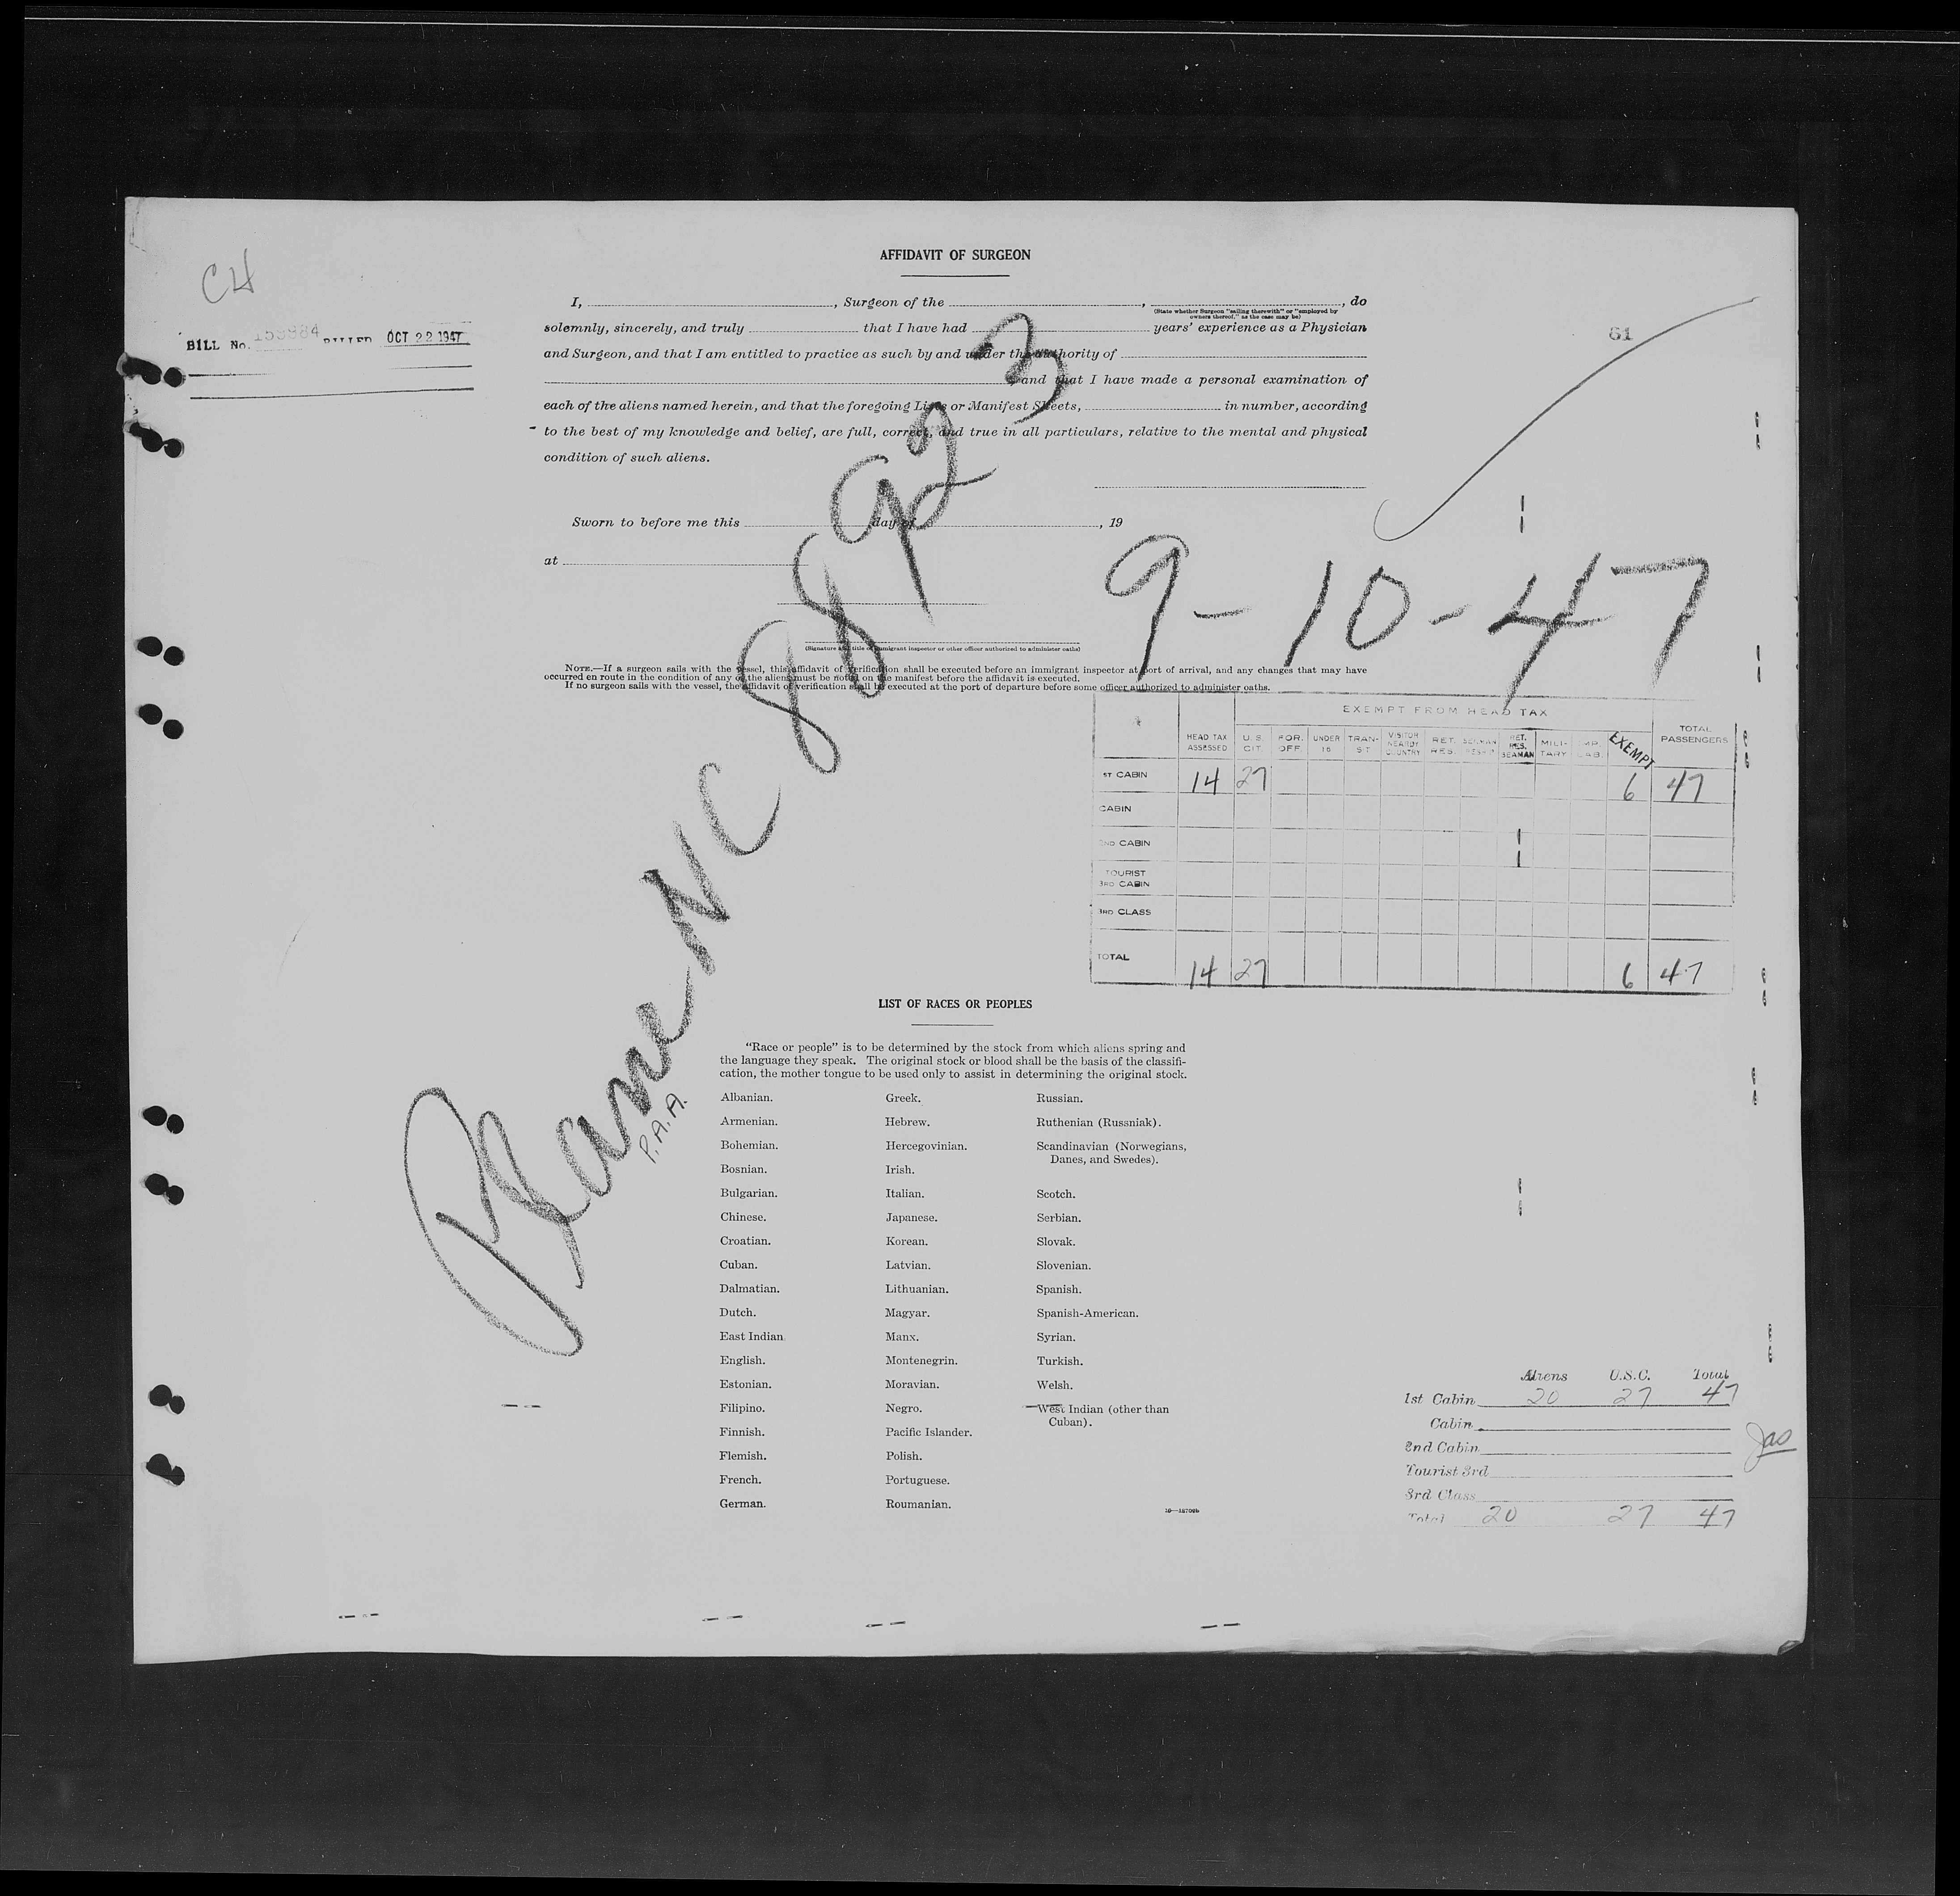 AFFIDAVIT OF SURGEON
CH
BILL No. 153984 BILLED OCT 22 1947
61
I, , Surgeon of the , , do
(State whether Surgeon "sailing therewith" or "employed by
owners thereof," as the case may be)
solemnly, sincerely, and truly that I have had years' experience as a Physician
and Surgeon, and that I am entitled to practice as such by and under the authority of
, and that I have made a personal examination of
each of the aliens named herein, and that the foregoing Lists or Manifest Sheets, in number, according
to the best of my knowledge and belief, are full, correct, and true in all particulars, relative to the mental and physical
condition of such aliens.
Sworn to before me this day of , 19
at
(Signature and title of immigrant inspector or other officer authorized to administer oaths)
Plane NC 88923
P.A.A.
9-10-47
NOTE.—If a surgeon sails with the vessel, this affidavit of verification shall be executed before an immigrant inspector at port of arrival, and any changes that may have
occurred en route in the condition of any of the aliens must be noted on the manifest before the affidavit is executed.
If no surgeon sails with the vessel, the affidavit of verification shall be executed at the port of departure before some officer authorized to administer oaths.
EXEMPT FROM HEAD TAX
HEAD TAX ASSESSED U.S. CIT. FOR. OFF. UNDER 16 TRAN- S-T VISITOR NEARBY COUNTRY RET. RES. SEAMAN RET. RES. SEAMAN MILI- TARY IMP. LAB. EXEMPT TOTAL PASSENGERS
1ST CABIN 14 27 6 47
CABIN
2ND CABIN
TOURIST
3RD CABIN
3RD CLASS
TOTAL 14 27 6 47
LIST OF RACES OR PEOPLES
"Race or people" is to be determined by the stock from which aliens spring and
the language they speak. The original stock or blood shall be the basis of the classifi-
cation, the mother tongue to be used only to assist in determining the original stock.
Albanian. Greek. Russian.
Armenian. Hebrew. Ruthenian (Russniak).
Bohemian. Hercegovinian. Scandinavian (Norwegians,
Danes, and Swedes).
Bosnian. Irish.
Bulgarian. Italian. Scotch.
Chinese. Japanese. Serbian.
Croatian. Korean. Slovak.
Cuban. Latvian. Slovenian.
Dalmatian. Lithuanian. Spanish.
Dutch. Magyar. Spanish-American.
East Indian. Manx. Syrian.
English. Montenegrin. Turkish.
Estonian. Moravian. Welsh.
Filipino. Negro. West Indian (other than
Cuban).
Finnish. Pacific Islander.
Flemish. Polish.
French. Portuguese.
German. Roumanian.
Aliens U.S.C. Total
1st Cabin 20 27 47
Cabin
2nd Cabin
Tourist 3rd
3rd Class
Total 20 27 47